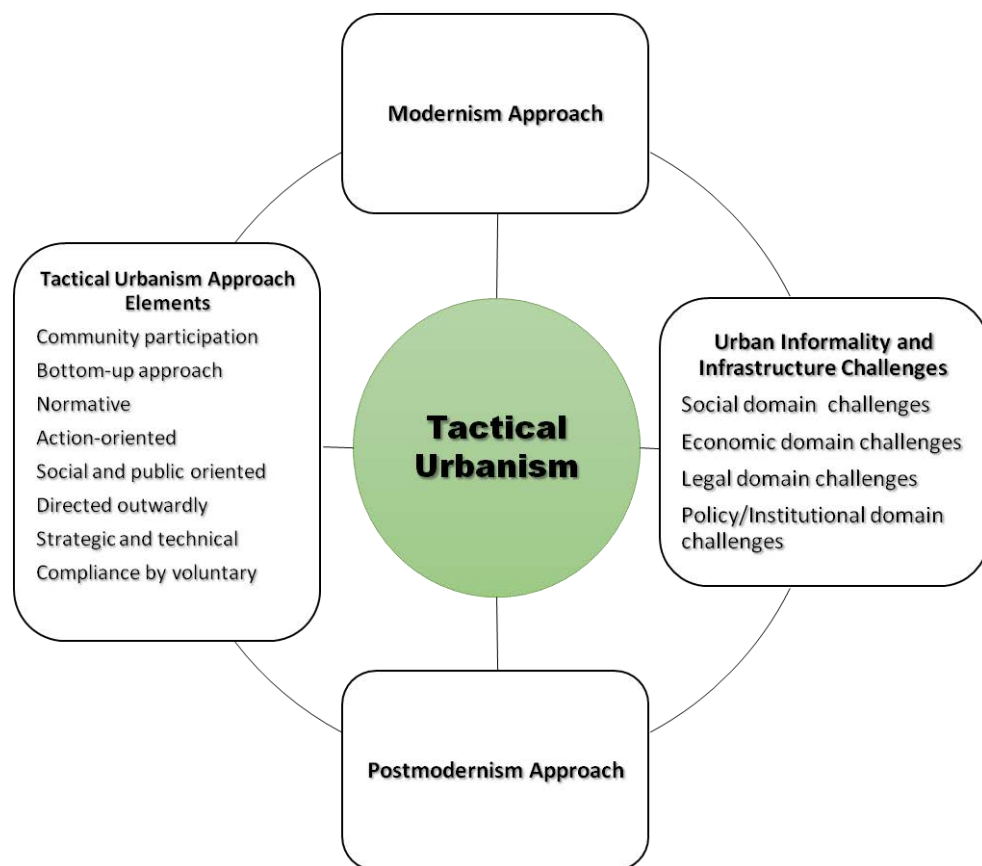 Modernism Approach
Tactical Urbanism Approach
Elements
Community participation
Bottom-up approach
Normative
Action-oriented
Social and public oriented
Directed outwardly
Strategic and technical
Compliance by voluntary
Tactical
Urbanism
Urban Informality and
Infrastructure Challenges
Social domain challenges
Economic domain challenges
Legal domain challenges
Policy/Institutional domain
challenges
Postmodernism Approach